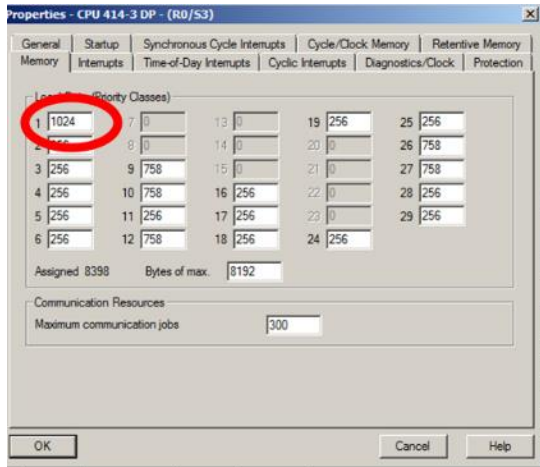 Properties - CPU 414-3 DP - (R0/S3)
General Startup Synchronous Cycle Interrupts Cycle/Clock Memory Retentive Memory
Memory Interrupts Time-of-Day Interrupts Cyclic Interrupts Diagnostics/Clock Protection
Local Data (Priority Classes)
1 1024 7 0 13 0 19 256 25 256
2 256 8 0 14 0 20 0 26 758
3 256 9 758 15 0 21 0 27 758
4 256 10 758 16 256 22 0 28 256
5 256 11 256 17 256 23 0 29 256
6 256 12 758 18 256 24 256
Assigned 8398 Bytes of max. 8192
Communication Resources
Maximum communication jobs 300
OK Cancel Help